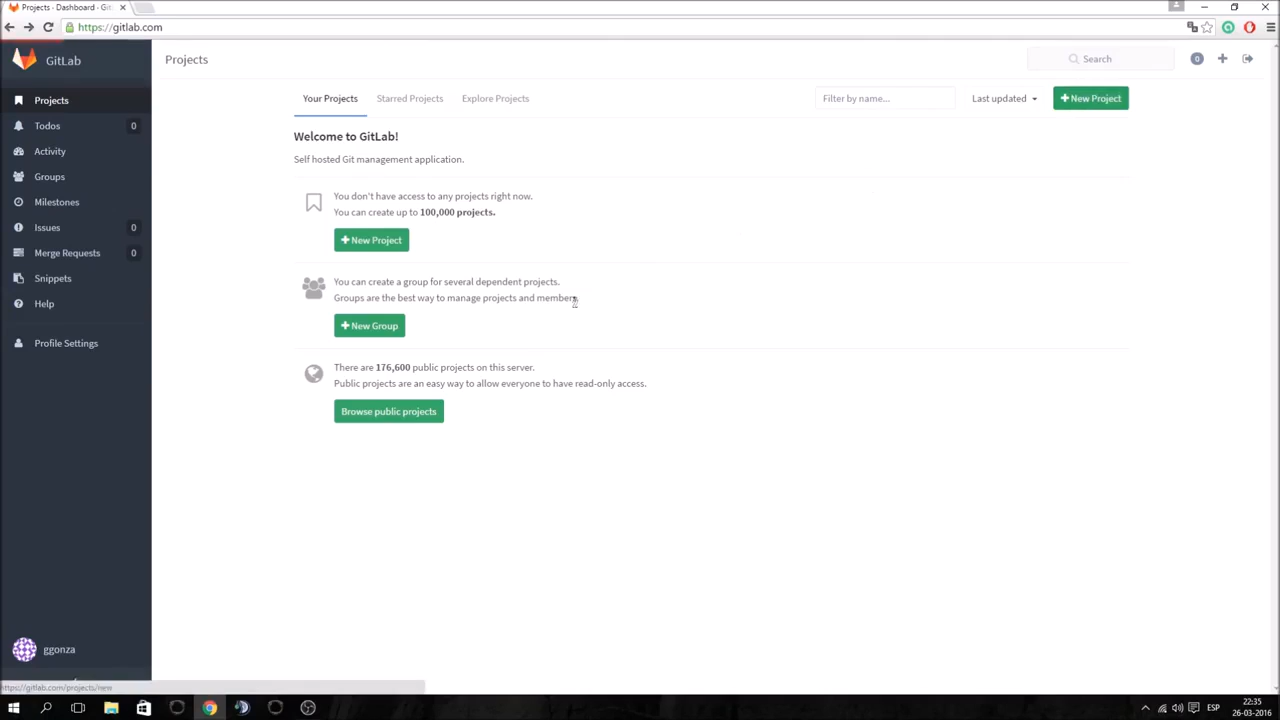 Projects - Dashboard - Git
https://gitlab.com
GitLab
Projects
Search
0
Projects
Todos 0
Activity
Groups
Milestones
Issues 0
Merge Requests 0
Snippets
Help
Profile Settings
ggonza
Your Projects Starred Projects Explore Projects
Filter by name...
Last updated
New Project
Welcome to GitLab!
Self hosted Git management application.
You don't have access to any projects right now.
You can create up to 100,000 projects.
New Project
You can create a group for several dependent projects.
Groups are the best way to manage projects and members.
New Group
There are 176,600 public projects on this server.
Public projects are an easy way to allow everyone to have read-only access.
Browse public projects
https://gitlab.com/projects/new
ESP
22:35
26-03-2016